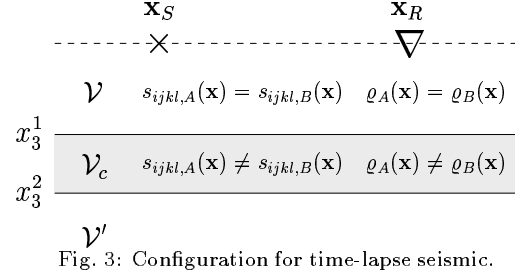 𝐱_S 𝐱_R
𝒱 s_{ijkl,A}(𝐱) = s_{ijkl,B}(𝐱) ϱ_A(𝐱) = ϱ_B(𝐱)
x_3^1
𝒱_c s_{ijkl,A}(𝐱) ≠ s_{ijkl,B}(𝐱) ϱ_A(𝐱) ≠ ϱ_B(𝐱)
x_3^2
𝒱′
Fig. 3: Configuration for time-lapse seismic.